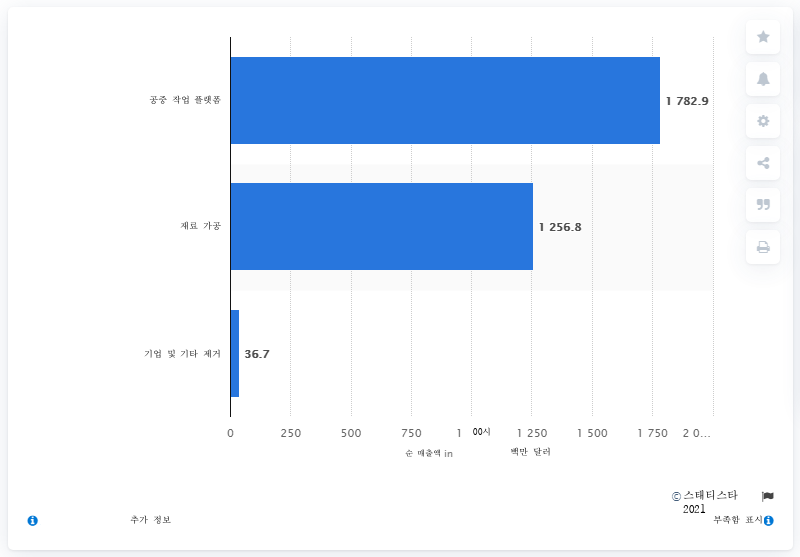 공중 작업 플랫폼
1 782.9
재료 가공
1 256.8
기업 및 기타 제거
36.7
0 250 500 750 1 00시 1 250 1 500 1 750 2 0...
순 매출액 in 백만 달러
© 스태티스타 2021
추가 정보
부족함 표시